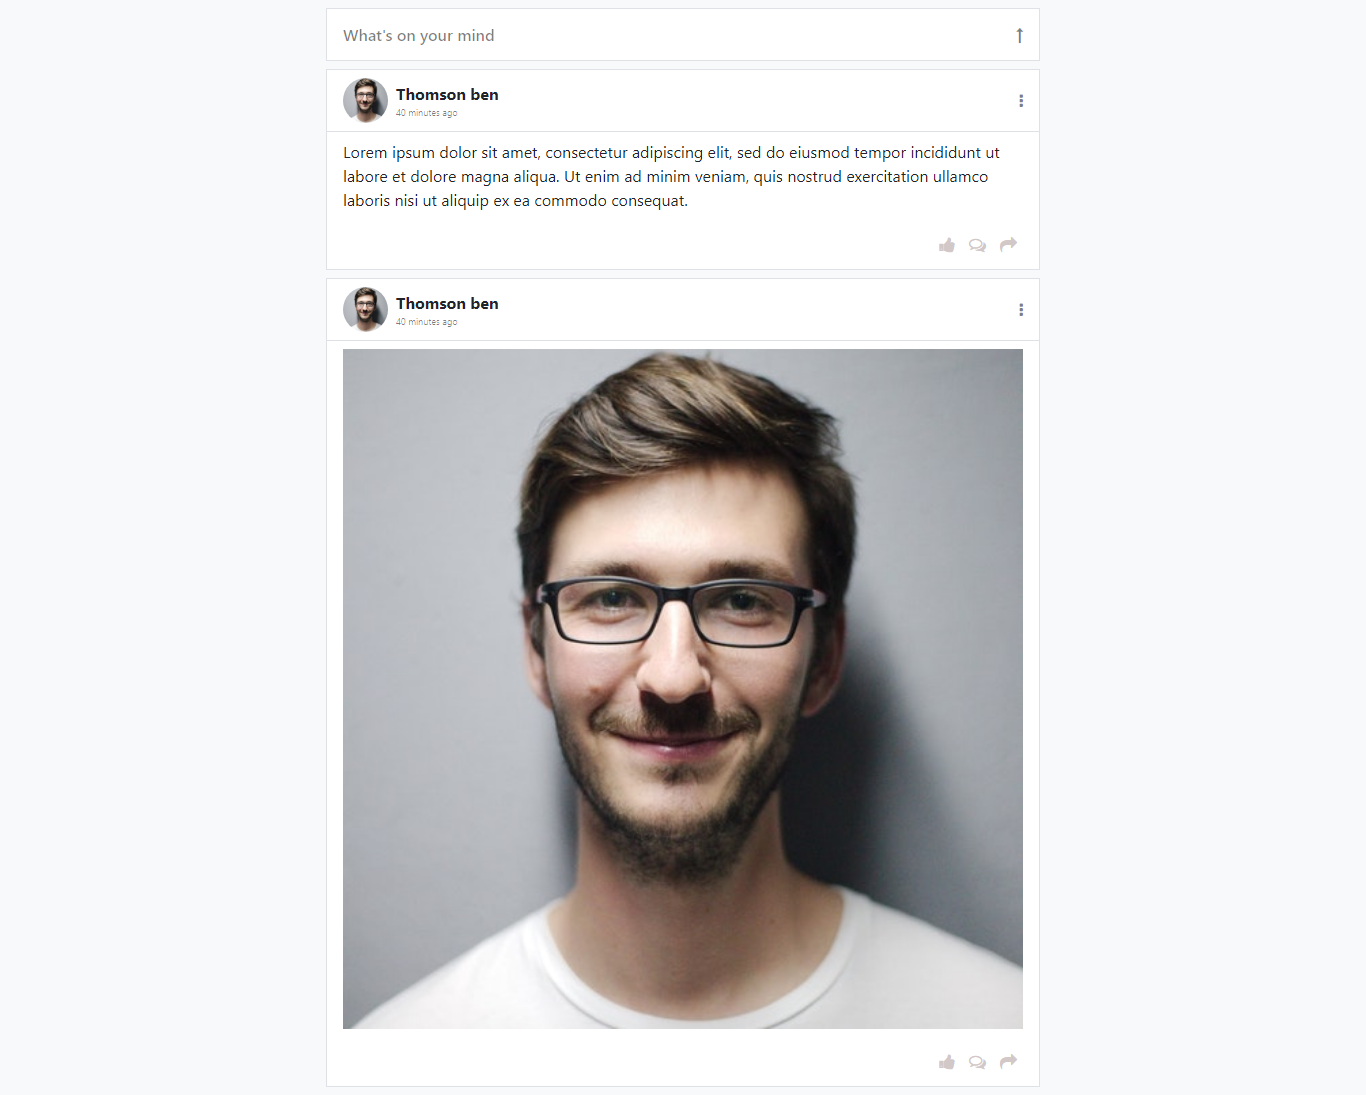 What's on your mind
Thomson ben
40 minutes ago
Lorem ipsum dolor sit amet, consectetur adipiscing elit, sed do eiusmod tempor incididunt ut
labore et dolore magna aliqua. Ut enim ad minim veniam, quis nostrud exercitation ullamco
laboris nisi ut aliquip ex ea commodo consequat.
Thomson ben
40 minutes ago